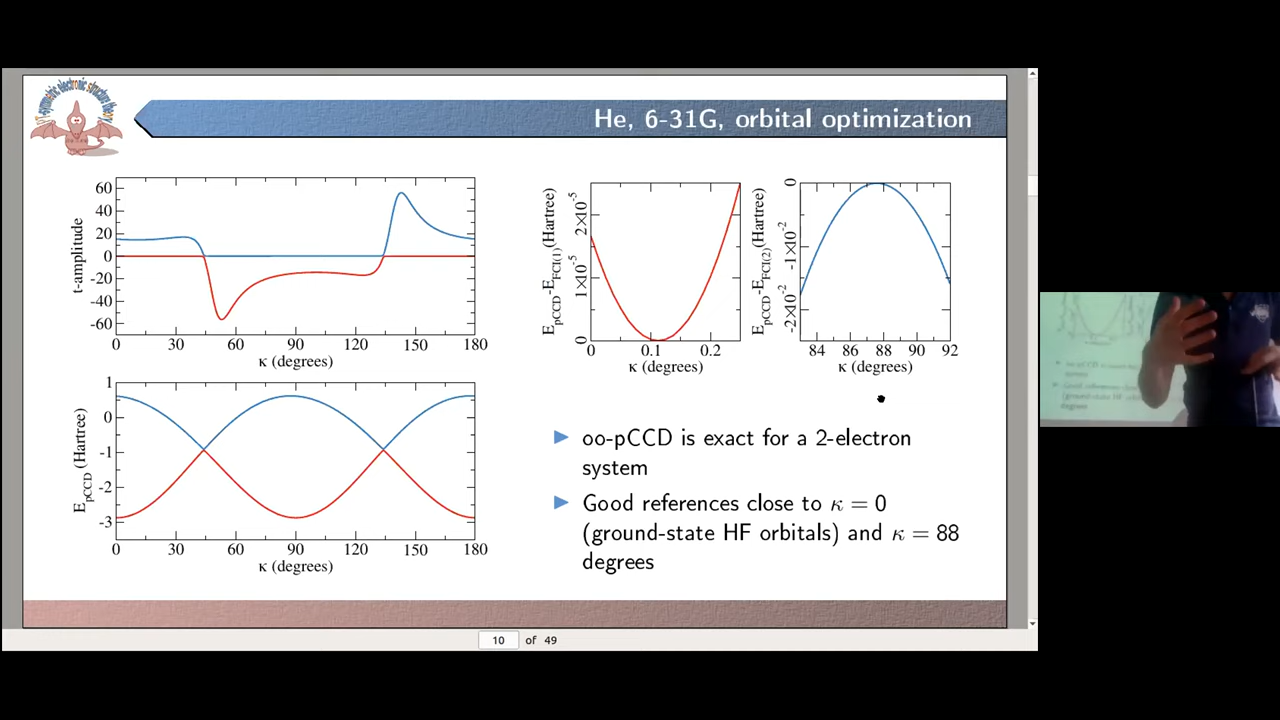 He, 6-31G, orbital optimization
60
40
20
0
-20
-40
-60
t-amplitude
0 30 60 90 120 150 180
κ (degrees)
1
0
-1
-2
-3
E_pCCD (Hartree)
0 30 60 90 120 150 180
κ (degrees)
E_pCCD-E_FCI(1) (Hartree)
2×10^-5
1×10^-5
0
0 0.1 0.2
κ (degrees)
E_pCCD-E_FCI(2) (Hartree)
0
-1×10^-2
-2×10^-2
84 86 88 90 92
κ (degrees)
oo-pCCD is exact for a 2-electron
system
Good references close to κ = 0
(ground-state HF orbitals) and κ = 88
degrees
10 of 49